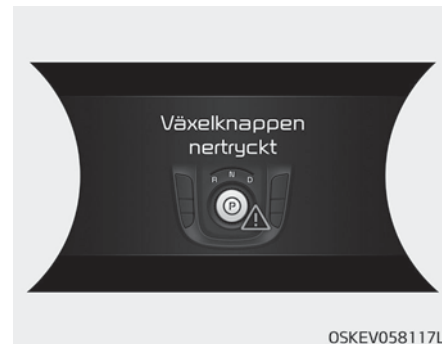 Växelknappen
nertryckt
R N D
P
OSKEV058117L